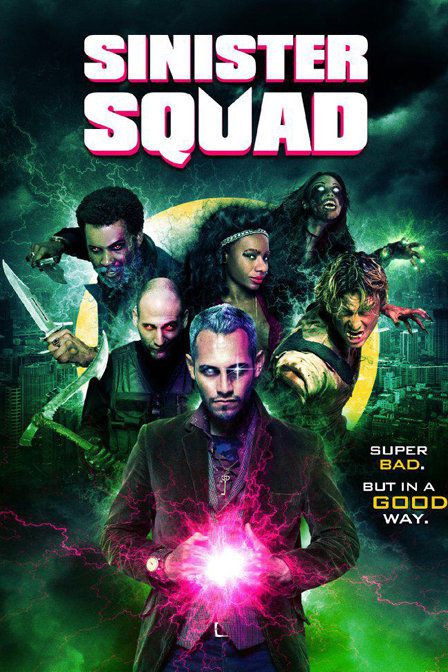 SINISTER
SQUAD
SUPER
BAD.
BUT IN A
GOOD
WAY.